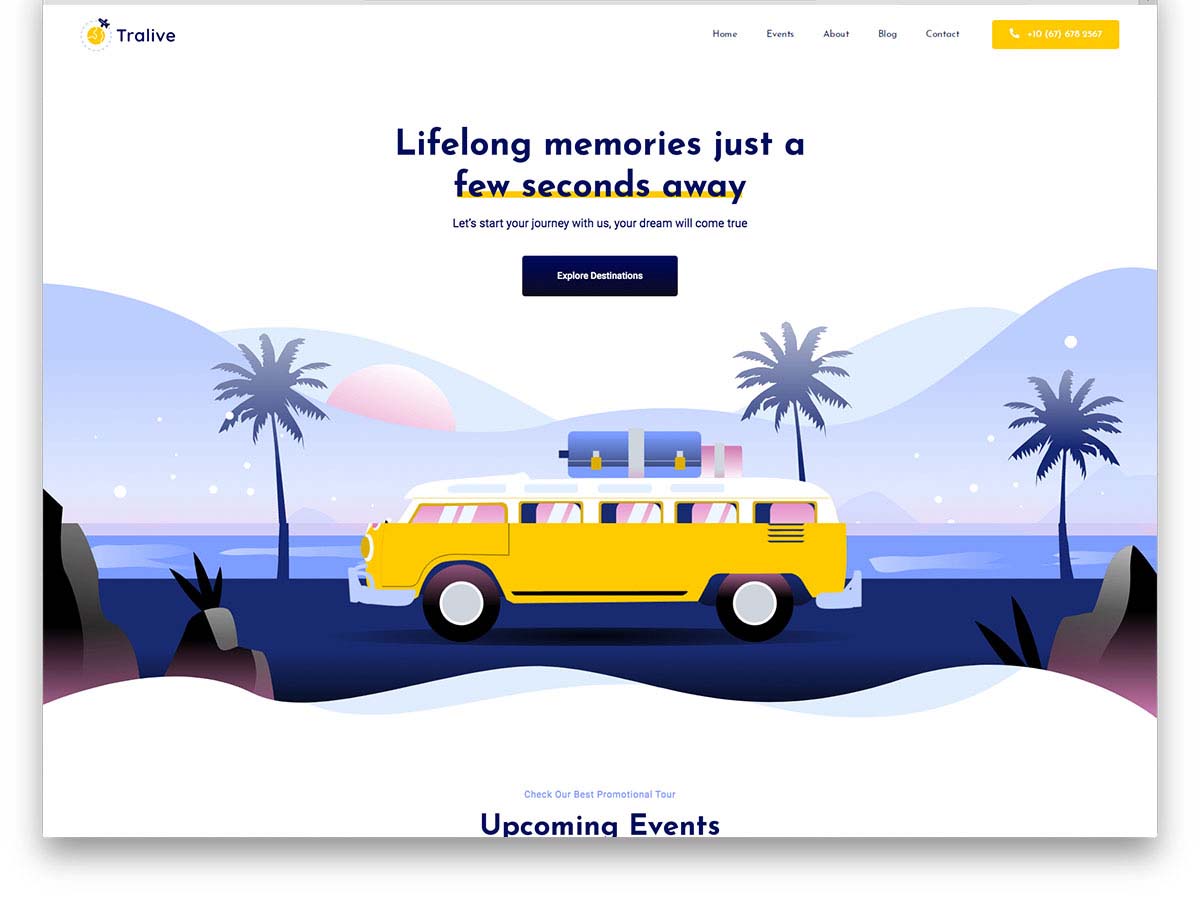 Tralive
Home Events About Blog Contact +10 (67) 678 2567
Lifelong memories just a
few seconds away
Let's start your journey with us, your dream will come true
Explore Destinations
Check Our Best Promotional Tour
Upcoming Events